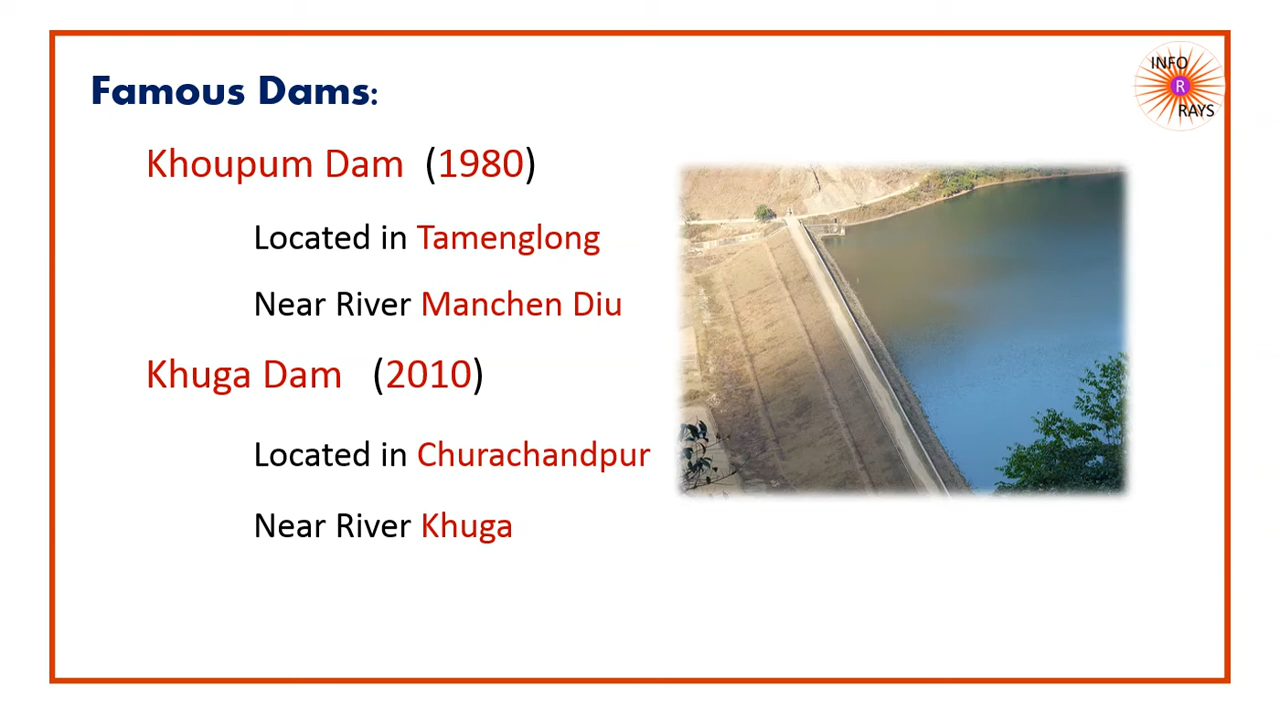 Famous Dams:
INFO
R
RAYS
Khoupum Dam (1980)
Located in Tamenglong
Near River Manchen Diu
Khuga Dam (2010)
Located in Churachandpur
Near River Khuga